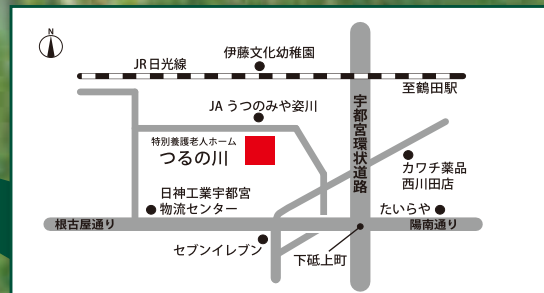 N
伊藤文化幼稚園
JR日光線
至鶴田駅
JAうつのみや姿川
宇都宮環状道路
特別養護老人ホーム
つるの川
カワチ薬品
西川田店
日神工業宇都宮
物流センター
たいらや
根古屋通り
陽南通り
セブンイレブン
下砥上町